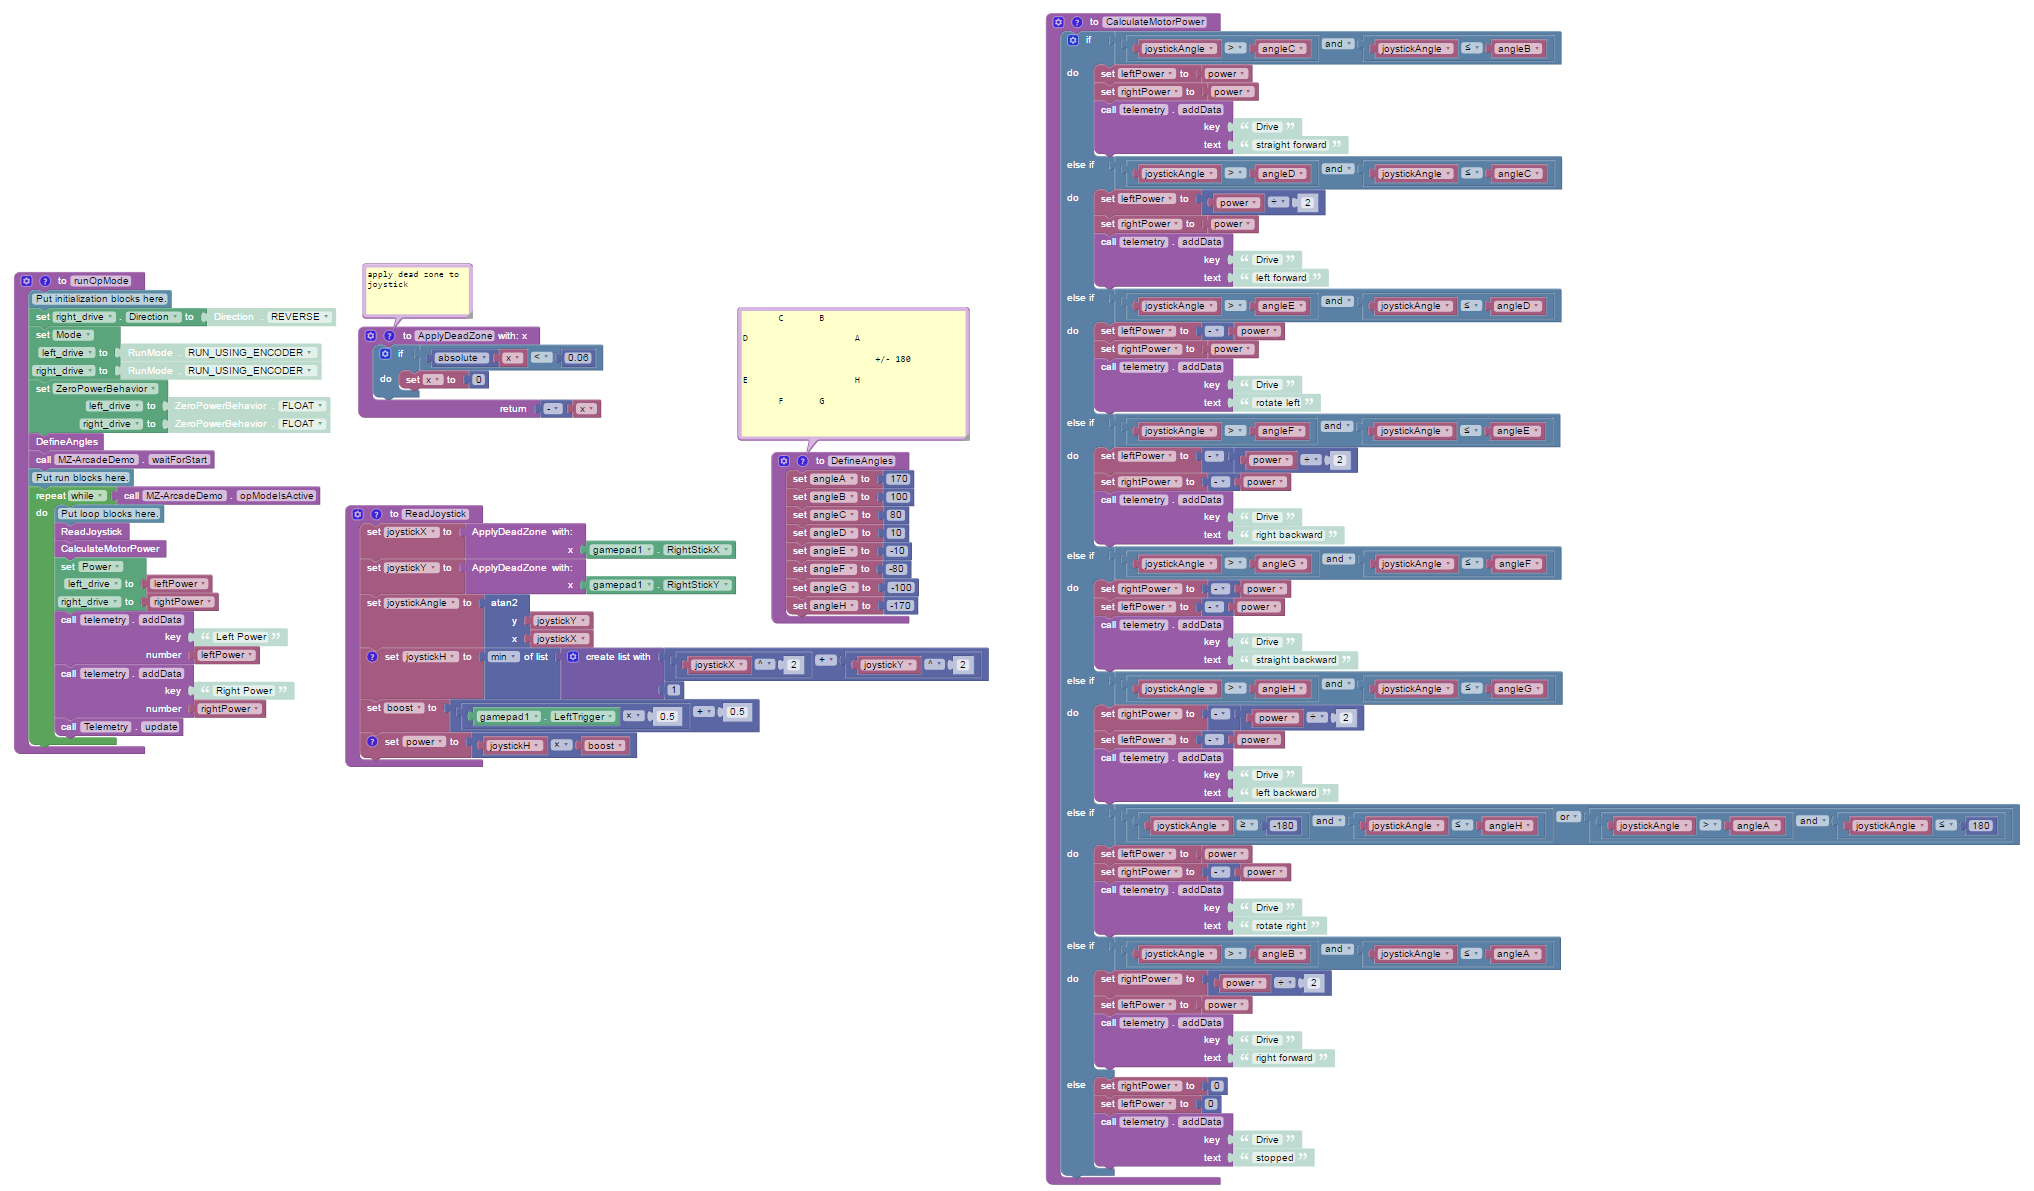 to runOpMode
Put initialization blocks here.
set right_drive . Direction to Direction . REVERSE
set Mode
left_drive to RunMode . RUN_USING_ENCODER
right_drive to RunMode . RUN_USING_ENCODER
set ZeroPowerBehavior
left_drive to ZeroPowerBehavior . FLOAT
right_drive to ZeroPowerBehavior . FLOAT
DefineAngles
call MZ-ArcadeDemo . waitForStart
Put run blocks here.
repeat while call MZ-ArcadeDemo . opModeIsActive
do Put loop blocks here.
ReadJoystick
CalculateMotorPower
set Power
left_drive to leftPower
right_drive to rightPower
call telemetry . addData
key “ Left Power ”
number leftPower
call telemetry . addData
key “ Right Power ”
number rightPower
call Telemetry . update
apply dead zone to
joystick
to ApplyDeadZone with: x
if absolute x < 0.06
do set x to 0
return - x
to ReadJoystick
set joystickX to ApplyDeadZone with:
x gamepad1 . RightStickX
set joystickY to ApplyDeadZone with:
x gamepad1 . RightStickY
set joystickAngle to atan2
y joystickY
x joystickX
set joystickH to min of list create list with joystickX ^ 2 + joystickY ^ 2
1
set boost to gamepad1 . LeftTrigger × 0.5 + 0.5
set power to joystickH × boost
C B
D A
+/- 180
E H
F G
to DefineAngles
set angleA to 170
set angleB to 100
set angleC to 80
set angleD to 10
set angleE to -10
set angleF to -80
set angleG to -100
set angleH to -170
to CalculateMotorPower
if joystickAngle > angleC and joystickAngle ≤ angleB
do set leftPower to power
set rightPower to power
call telemetry . addData
key “ Drive ”
text “ straight forward ”
else if joystickAngle > angleD and joystickAngle ≤ angleC
do set leftPower to power ÷ 2
set rightPower to power
call telemetry . addData
key “ Drive ”
text “ left forward ”
else if joystickAngle > angleE and joystickAngle ≤ angleD
do set leftPower to - power
set rightPower to power
call telemetry . addData
key “ Drive ”
text “ rotate left ”
else if joystickAngle > angleF and joystickAngle ≤ angleE
do set leftPower to - power ÷ 2
set rightPower to - power
call telemetry . addData
key “ Drive ”
text “ right backward ”
else if joystickAngle > angleG and joystickAngle ≤ angleF
do set rightPower to - power
set leftPower to - power
call telemetry . addData
key “ Drive ”
text “ straight backward ”
else if joystickAngle > angleH and joystickAngle ≤ angleG
do set rightPower to - power ÷ 2
set leftPower to - power
call telemetry . addData
key “ Drive ”
text “ left backward ”
else if joystickAngle ≥ -180 and joystickAngle ≤ angleH or joystickAngle > angleA and joystickAngle ≤ 180
do set leftPower to power
set rightPower to - power
call telemetry . addData
key “ Drive ”
text “ rotate right ”
else if joystickAngle > angleB and joystickAngle ≤ angleA
do set rightPower to power ÷ 2
set leftPower to power
call telemetry . addData
key “ Drive ”
text “ right forward ”
else set rightPower to 0
set leftPower to 0
call telemetry . addData
key “ Drive ”
text “ stopped ”